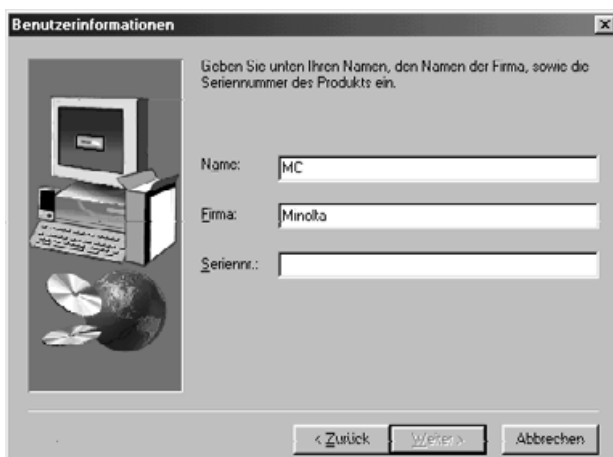 Benutzerinformationen
Geben Sie unten Ihren Namen, den Namen der Firma, sowie die
Seriennummer des Produkts ein.
Name:
MC
Firma:
Minolta
Seriennr.:
< Zurück
Weiter >
Abbrechen